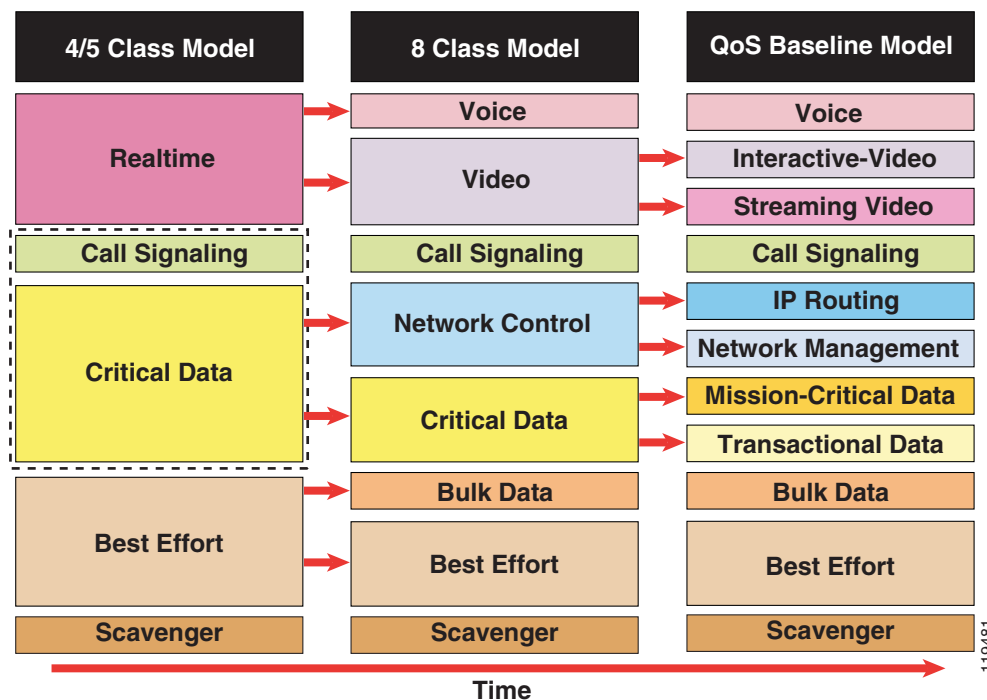 4/5 Class Model
8 Class Model
QoS Baseline Model
Realtime
Voice
Voice
Video
Interactive-Video
Streaming Video
Call Signaling
Call Signaling
Call Signaling
Critical Data
Network Control
IP Routing
Network Management
Critical Data
Mission-Critical Data
Transactional Data
Best Effort
Bulk Data
Bulk Data
Best Effort
Best Effort
Scavenger
Scavenger
Scavenger
Time
119481